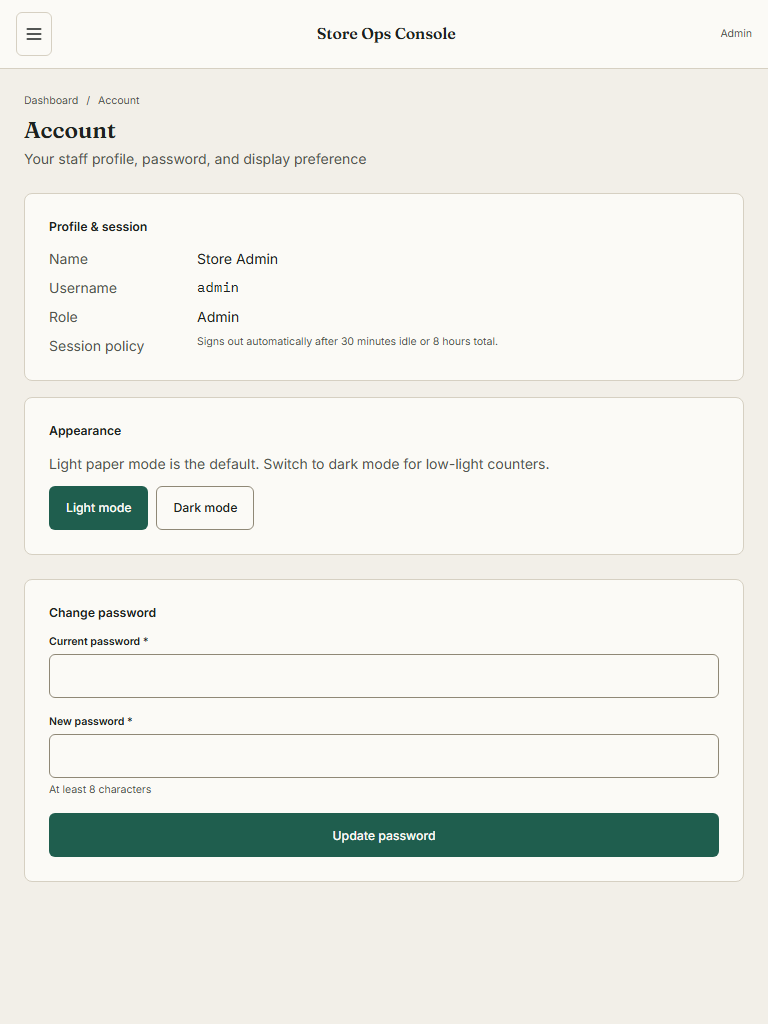 Store Ops Console
Admin
Dashboard / Account
Account
Your staff profile, password, and display preference
Profile & session
Name Store Admin
Username admin
Role Admin
Session policy Signs out automatically after 30 minutes idle or 8 hours total.
Appearance
Light paper mode is the default. Switch to dark mode for low-light counters.
Light mode Dark mode
Change password
Current password *
New password *
At least 8 characters
Update password